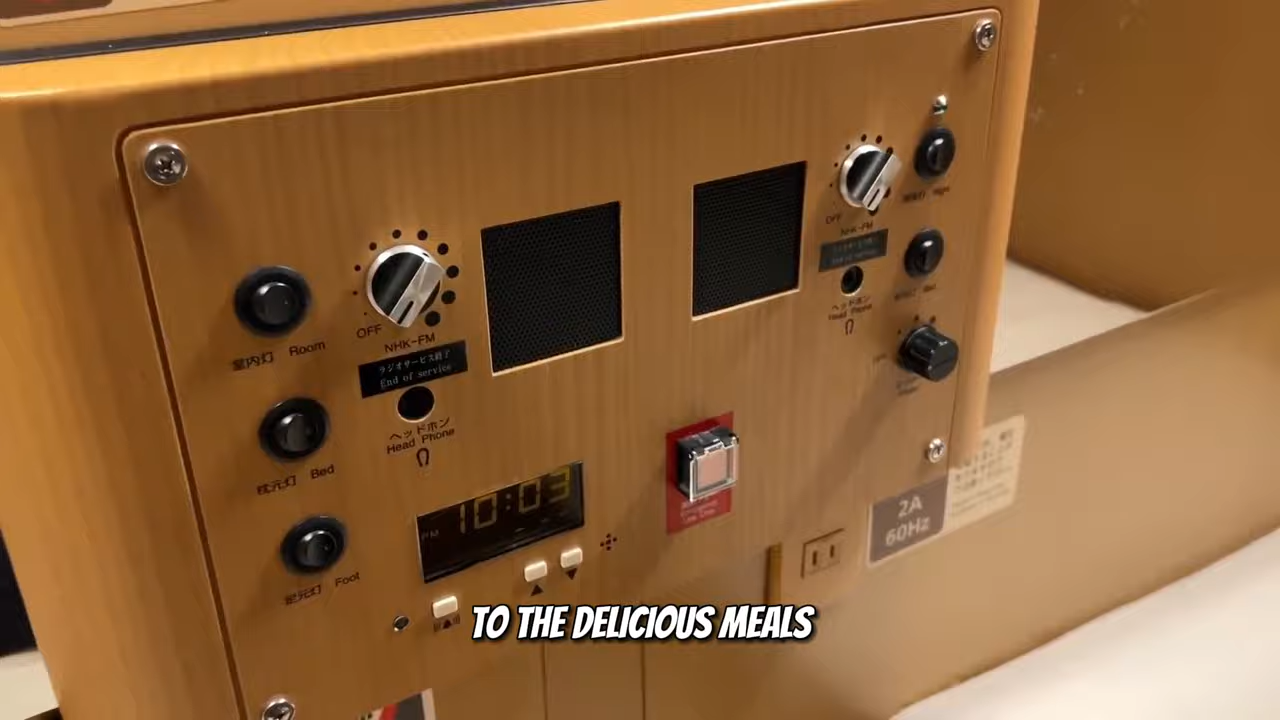 室内灯 Room
OFF
NHK-FM
ラジオサービス終了
End of service
ヘッドホン
Head Phone
枕元灯 Bed
足元灯 Foot
PM 10:03
OFF
NHK-FM
ヘッドホン
Head Phone
2A
60Hz
TO THE DELICIOUS MEALS